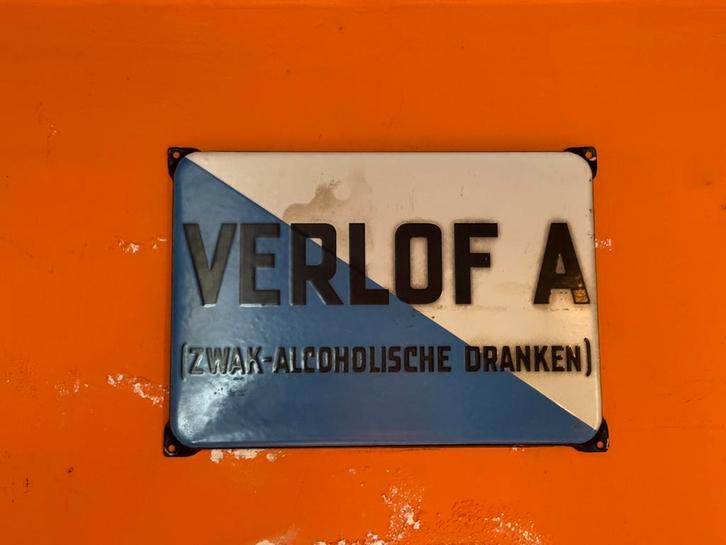 VERLOF A
(ZWAK-ALCOHOLISCHE DRANKEN)